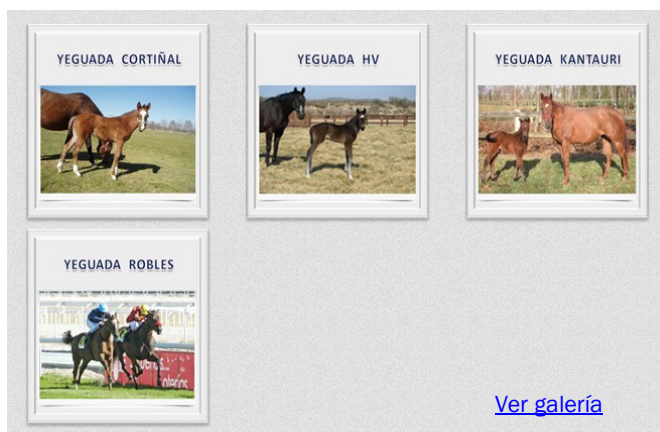 YEGUADA CORTIÑAL
YEGUADA HV
YEGUADA KANTAURI
YEGUADA ROBLES
Ver galería